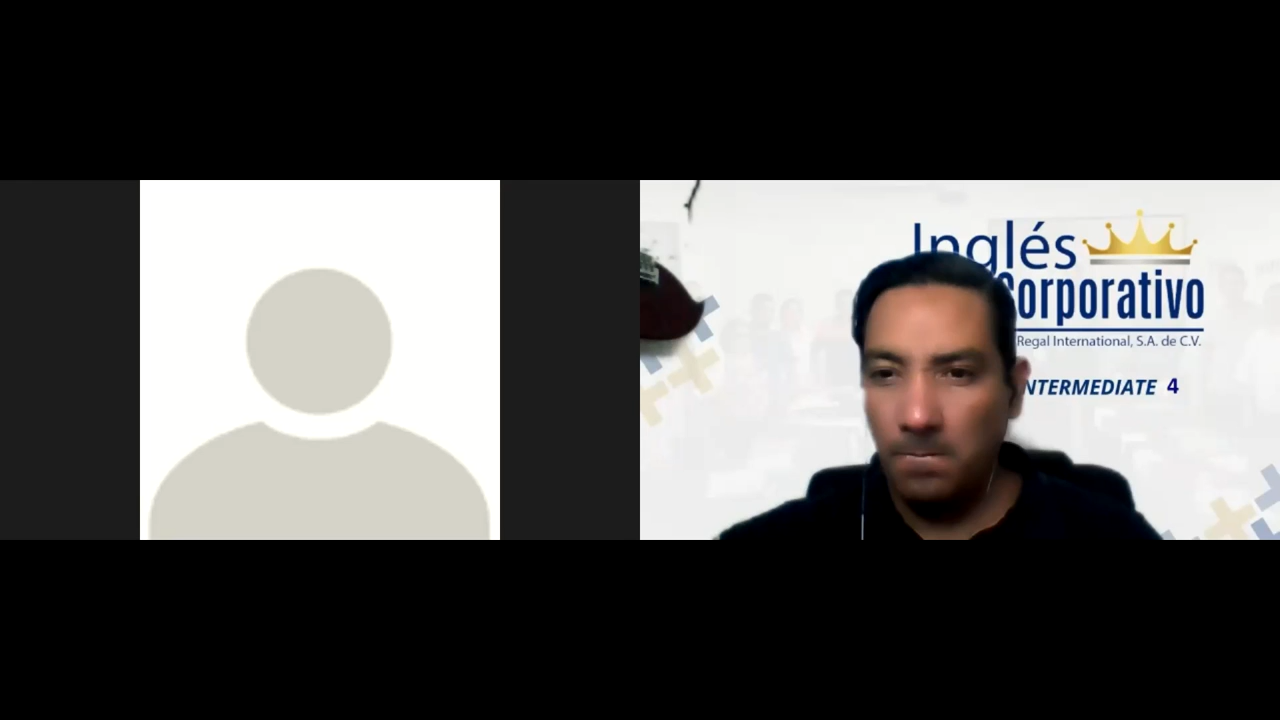 Inglés
Corporativo
Regal International, S.A. de C.V.
INTERMEDIATE 4